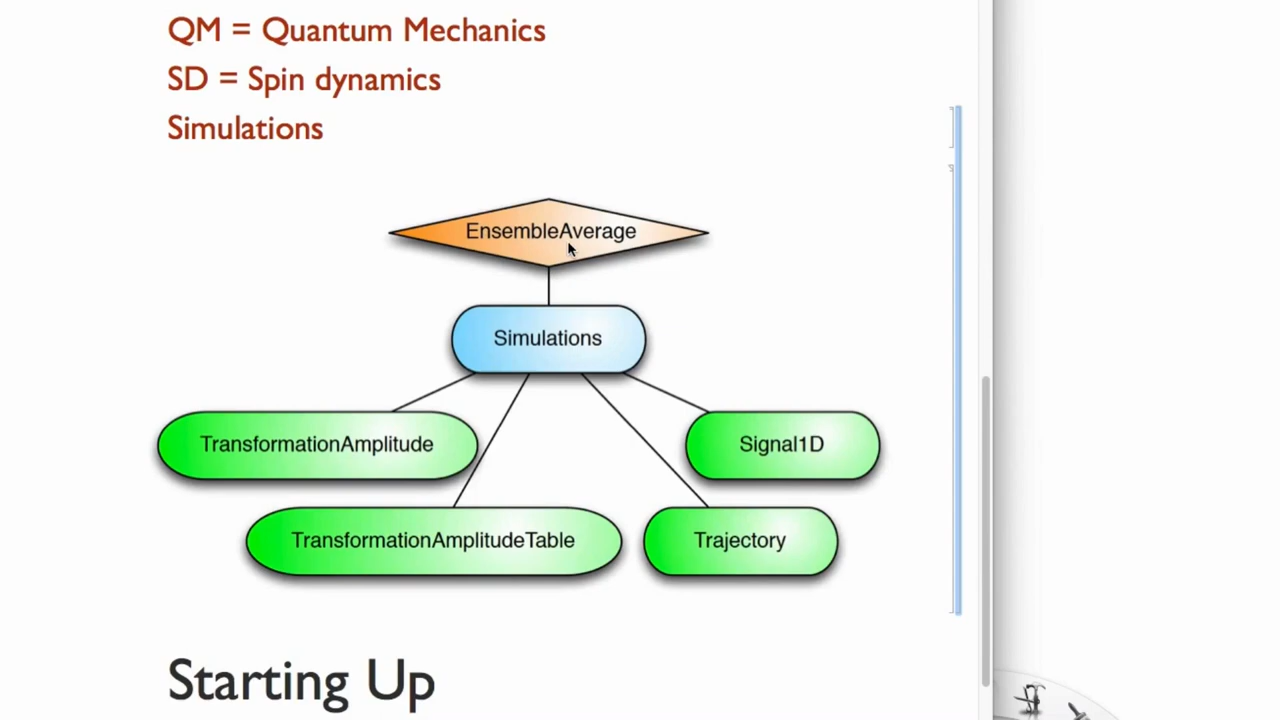 QM = Quantum Mechanics
SD = Spin dynamics
Simulations
EnsembleAverage
Simulations
TransformationAmplitude
Signal1D
TransformationAmplitudeTable
Trajectory
Starting Up